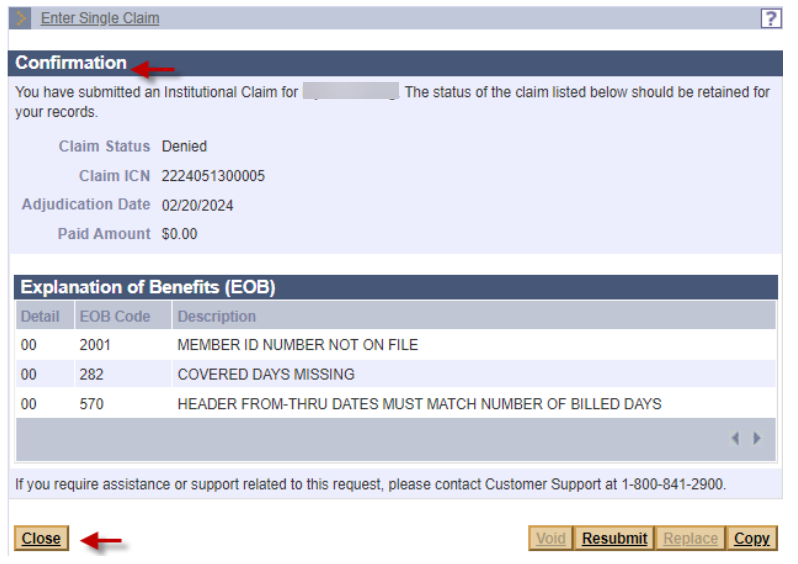 Enter Single Claim
?
Confirmation
You have submitted an Institutional Claim for . The status of the claim listed below should be retained for
your records.
Claim Status Denied
Claim ICN 2224051300005
Adjudication Date 02/20/2024
Paid Amount $0.00
Explanation of Benefits (EOB)
Detail EOB Code Description
00 2001 MEMBER ID NUMBER NOT ON FILE
00 282 COVERED DAYS MISSING
00 570 HEADER FROM-THRU DATES MUST MATCH NUMBER OF BILLED DAYS
If you require assistance or support related to this request, please contact Customer Support at 1-800-841-2900.
Close Void Resubmit Replace Copy